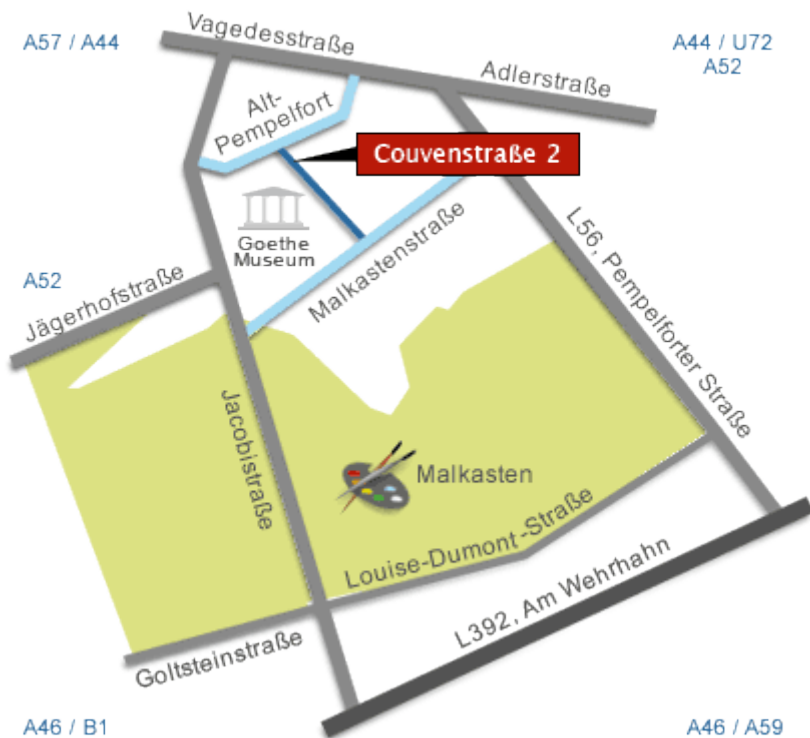 Vagedesstraße
A57 / A44
A44 / U72
A52
Adlerstraße
Alt-
Pempelfort
Couvenstraße 2
Goethe
Museum
Malkastenstraße
L56, Pempelforter Straße
A52
Jägerhofstraße
Jacobistraße
Malkasten
Louise-Dumont-Straße
L392, Am Wehrhahn
Goltsteinstraße
A46 / B1
A46 / A59